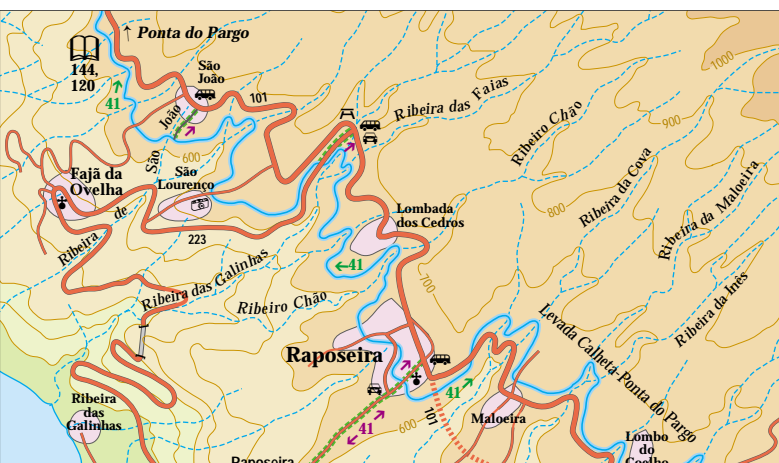 ↑ Ponta do Pargo
144,
120
São
João
101
41
1000
Ribeira das Faias
Ribeiro Chão
900
São João
600
Fajã da
Ovelha
São
Lourenço
Ribeira da Cova
Ribeira da Maloeira
800
Lombada
dos Cedros
Ribeira de
223
←41
Ribeira das Galinhas
700
Ribeiro Chão
Ribeira da Inês
Levada Calheta-Ponta do Pargo
Raposeira
41
101
Maloeira
Ribeira
das
Galinhas
41
600
Lombo
do
Coelho
Raposeira